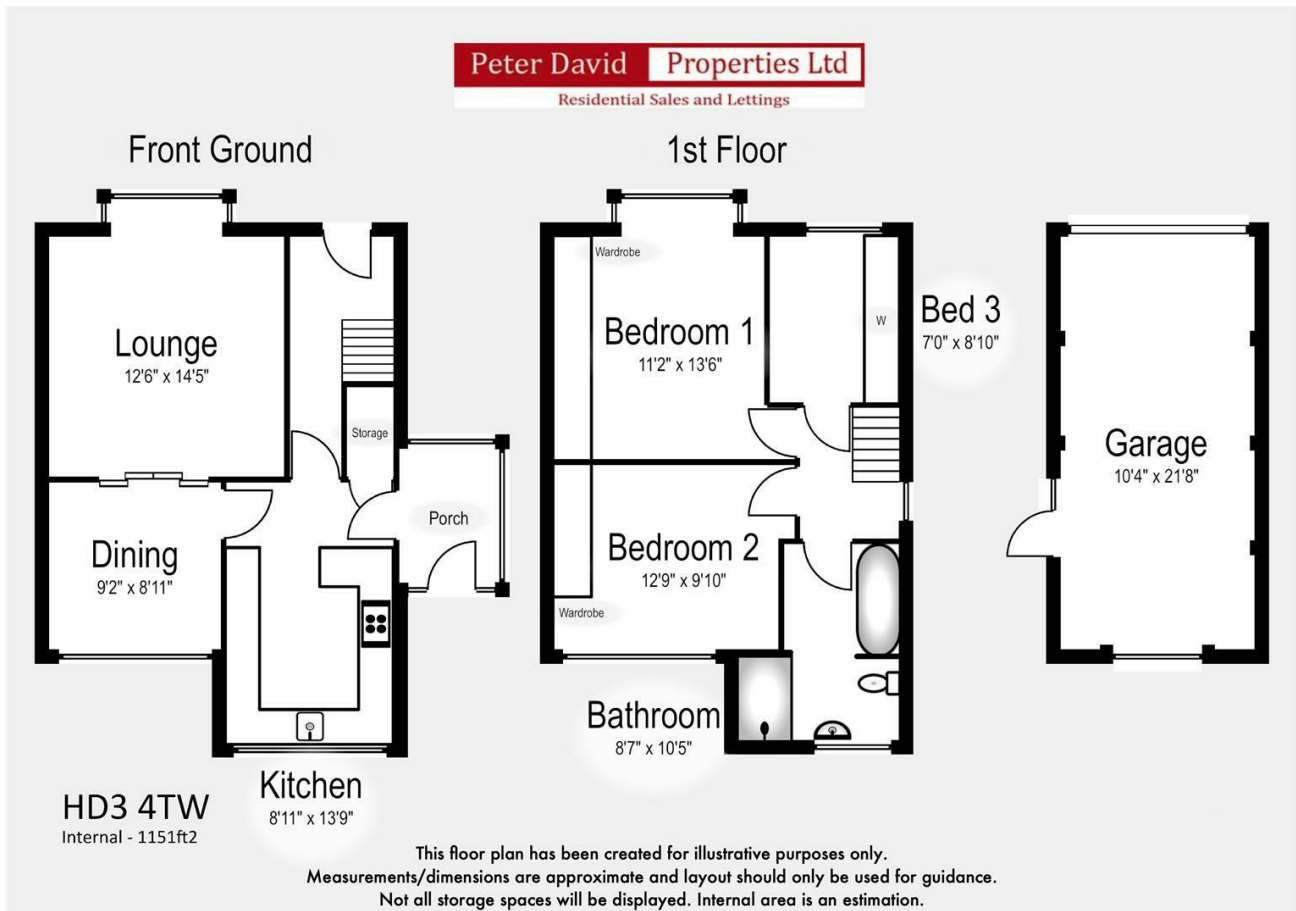 Peter David Properties Ltd
Residential Sales and Lettings
Front Ground
1st Floor
Lounge
12'6" x 14'5"
Storage
Porch
Dining
9'2" x 8'11"
Kitchen
8'11" x 13'9"
Wardrobe
Bedroom 1
11'2" x 13'6"
W
Bed 3
7'0" x 8'10"
Bedroom 2
12'9" x 9'10"
Wardrobe
Bathroom
8'7" x 10'5"
Garage
10'4" x 21'8"
HD3 4TW
Internal - 1151ft2
This floor plan has been created for illustrative purposes only.
Measurements/dimensions are approximate and layout should only be used for guidance.
Not all storage spaces will be displayed. Internal area is an estimation.